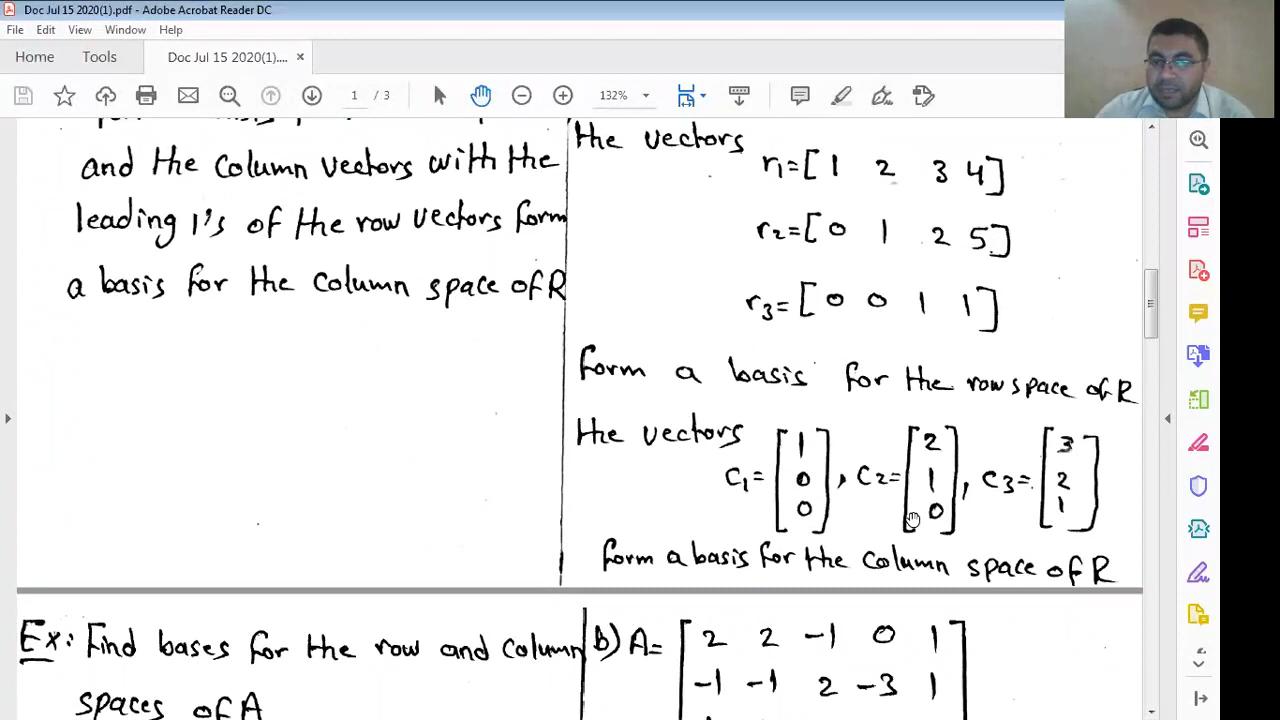 Doc Jul 15 2020(1).pdf - Adobe Acrobat Reader DC
File Edit View Window Help
Home Tools Doc Jul 15 2020(1).... ×
1 / 3 132%
and the column vectors with the
leading 1's of the row vectors form
a basis for the column space of R
the vectors
r1=[1 2 3 4]
r2=[0 1 2 5]
r3=[0 0 1 1]
form a basis for the row space of R
the vectors
C1=[1 0 0], C2=[2 1 0], C3=[3 2 1]
form a basis for the column space of R
Ex: Find bases for the row and column
spaces of A
b) A=[2 2 -1 0 1
-1 -1 2 -3 1